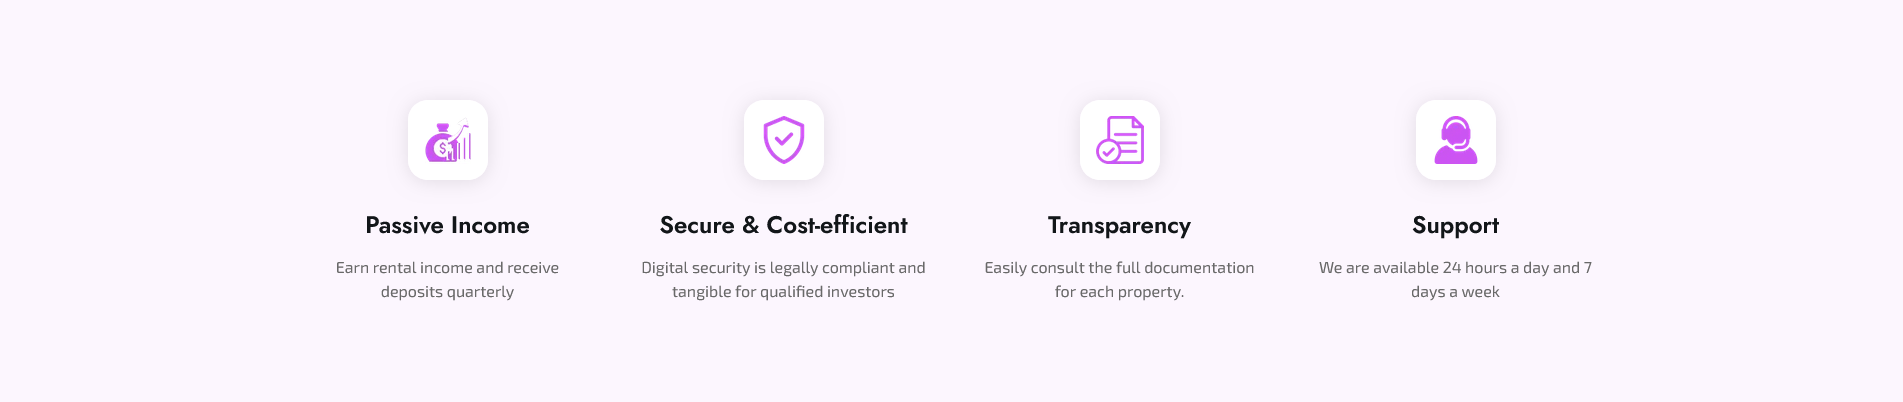 Passive Income
Earn rental income and receive
deposits quarterly
Secure & Cost-efficient
Digital security is legally compliant and
tangible for qualified investors
Transparency
Easily consult the full documentation
for each property.
Support
We are available 24 hours a day and 7
days a week